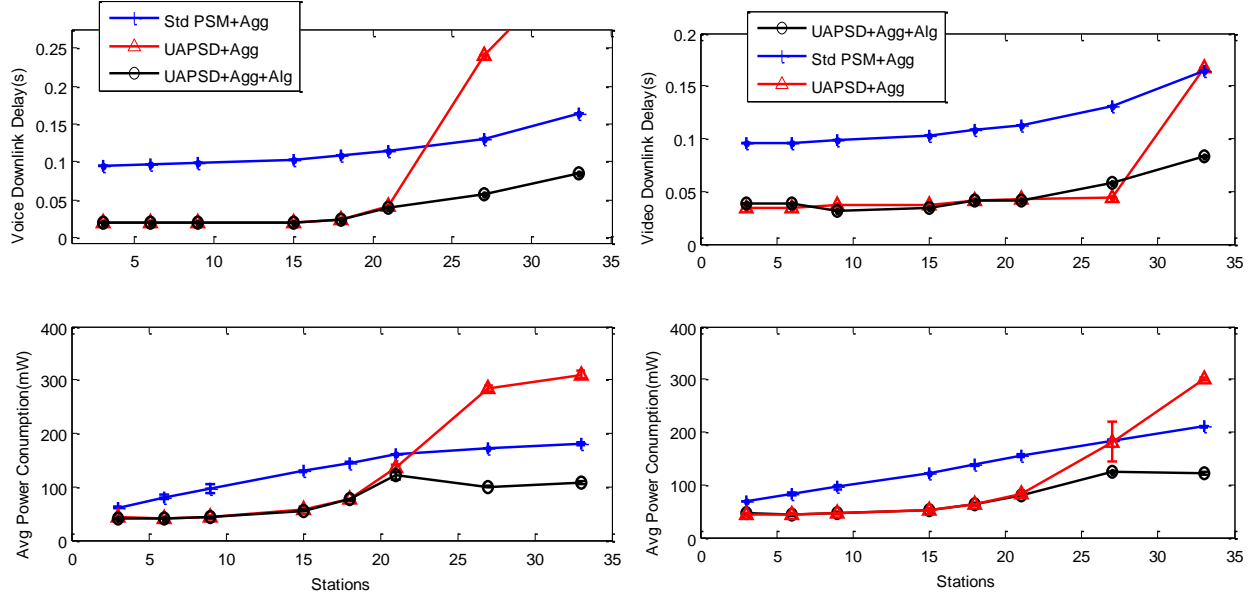 Std PSM+Agg
UAPSD+Agg
UAPSD+Agg+Alg
Voice Downlink Delay(s)
0.25
0.2
0.15
0.1
0.05
0
5 10 15 20 25 30 35
UAPSD+Agg+Alg
Std PSM+Agg
UAPSD+Agg
Video Downlink Delay(s)
0.2
0.15
0.1
0.05
0
0 5 10 15 20 25 30 35
Avg Power Conumption(mW)
400
300
200
100
0
0 5 10 15 20 25 30 35
Stations
Avg Power Consumption(mW)
400
300
200
100
0
0 5 10 15 20 25 30 35
Stations